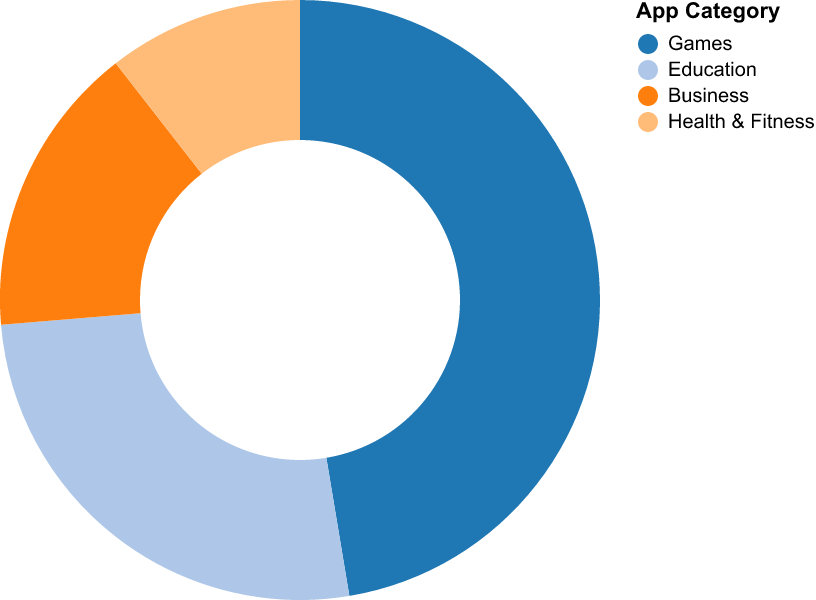 App Category
Games
Education
Business
Health & Fitness